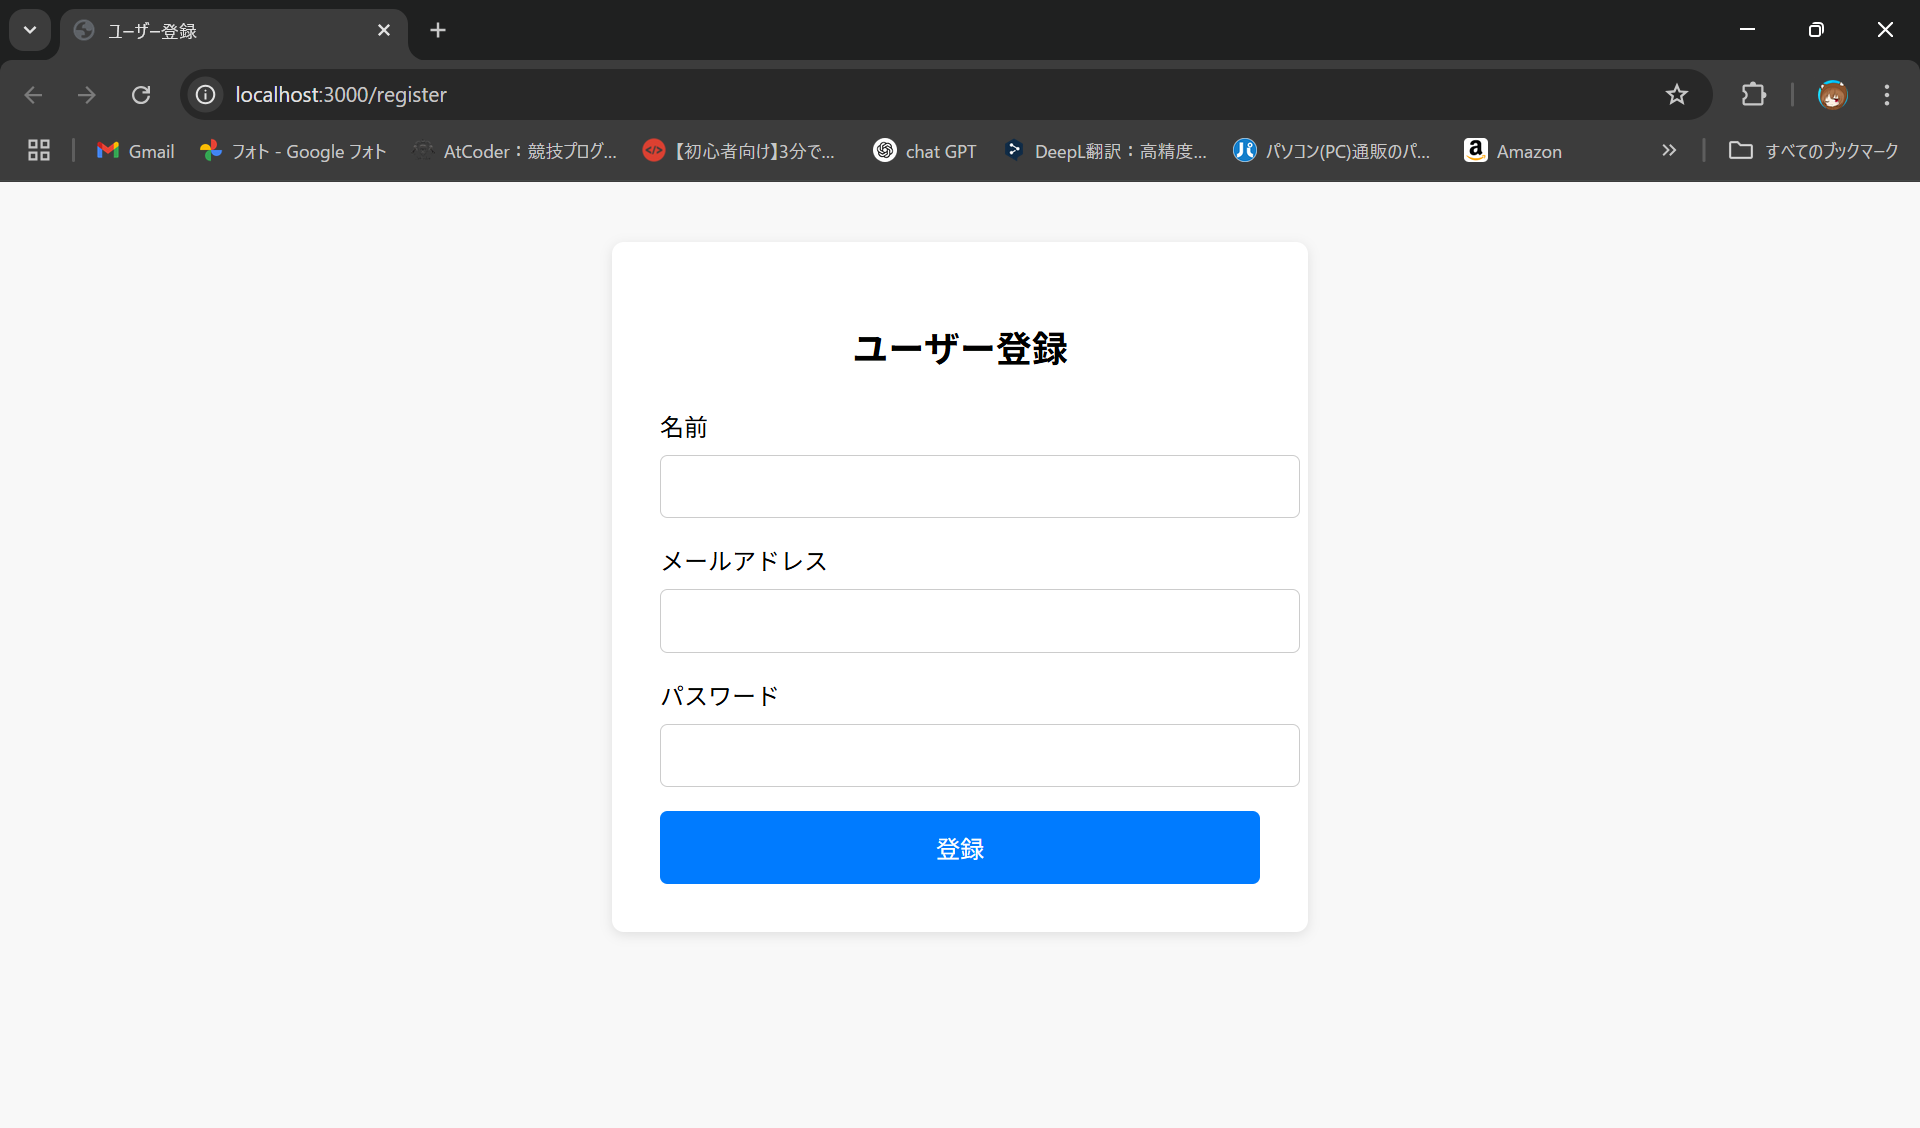 ユーザー登録
localhost:3000/register
Gmail
フォト - Google フォト
AtCoder：競技プログ...
【初心者向け】3分で...
chat GPT
DeepL翻訳：高精度...
パソコン(PC)通販のパ...
Amazon
すべてのブックマーク
ユーザー登録
名前
メールアドレス
パスワード
登録